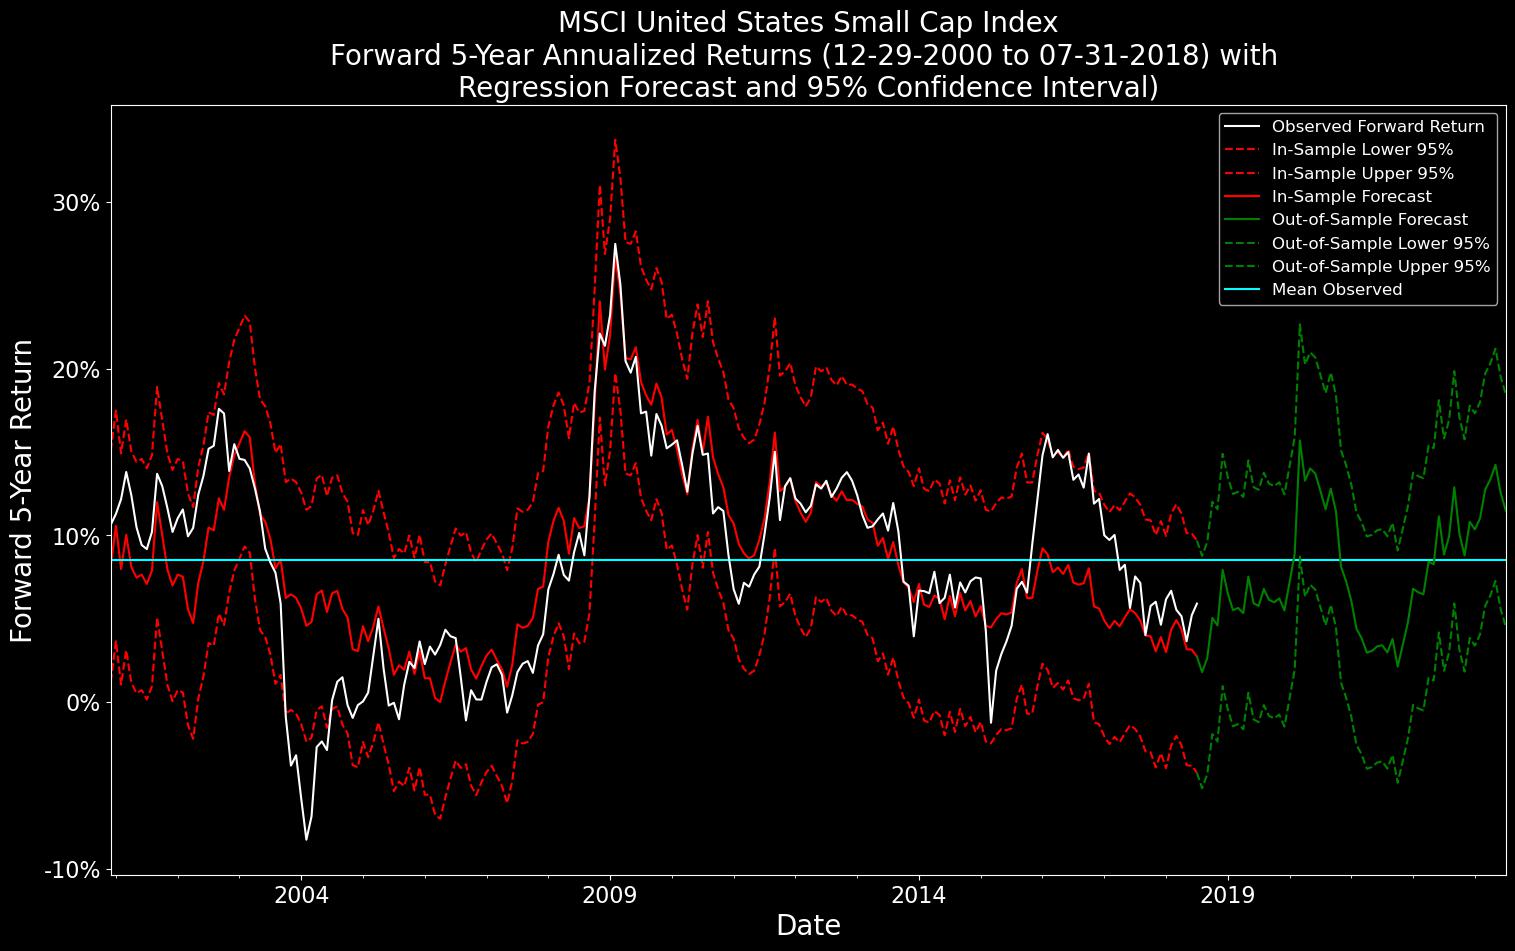 MSCI United States Small Cap Index
Forward 5-Year Annualized Returns (12-29-2000 to 07-31-2018) with
Regression Forecast and 95% Confidence Interval)
Observed Forward Return
In-Sample Lower 95%
In-Sample Upper 95%
In-Sample Forecast
Out-of-Sample Forecast
Out-of-Sample Lower 95%
Out-of-Sample Upper 95%
Mean Observed
Forward 5-Year Return
30%
20%
10%
0%
-10%
2004 2009 2014 2019
Date